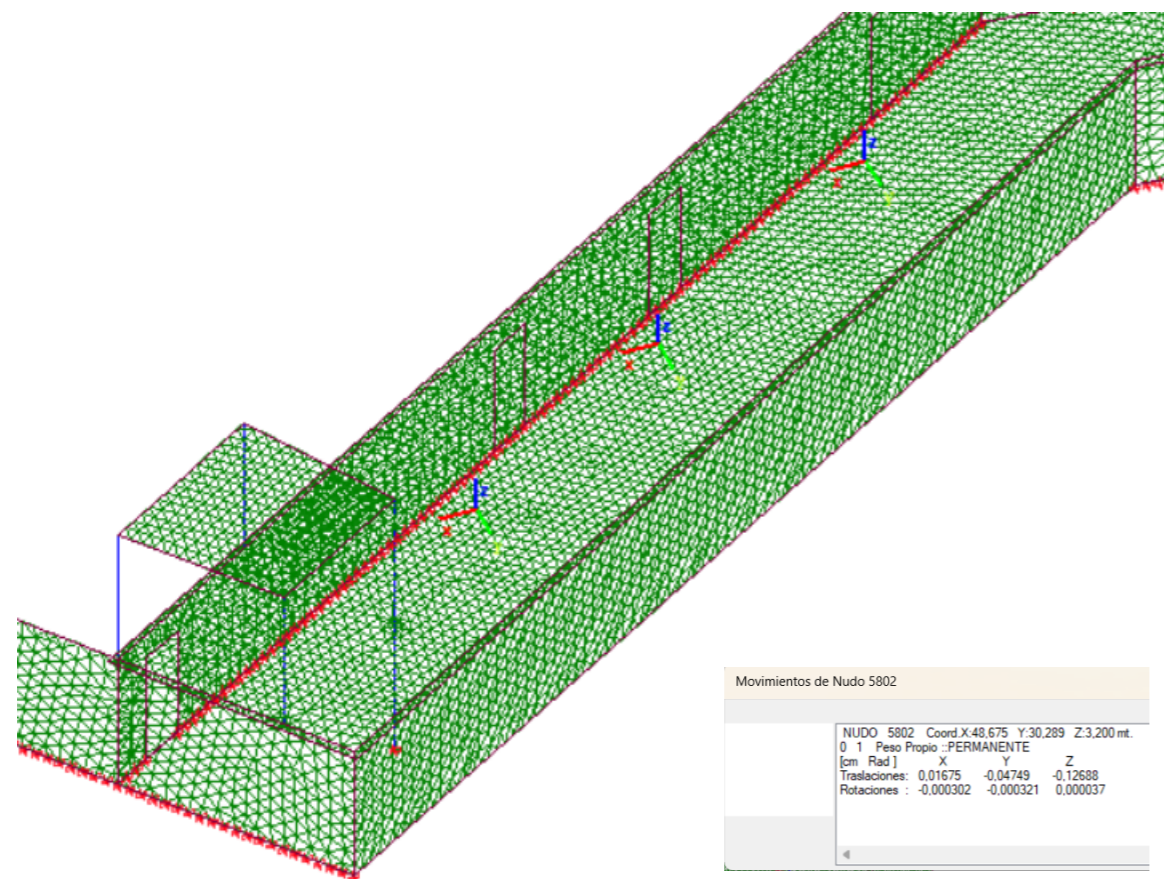 Z
X
Y
Z
X
Y
Z
X
Y
Movimientos de Nudo 5802
NUDO 5802 Coord.X:48,675 Y:30,289 Z:3,200 mt.
0 1 Peso Propio ::PERMANENTE
[cm Rad ] X Y Z
Traslaciones: 0,01675 -0,04749 -0,12688
Rotaciones : -0,000302 -0,000321 0,000037